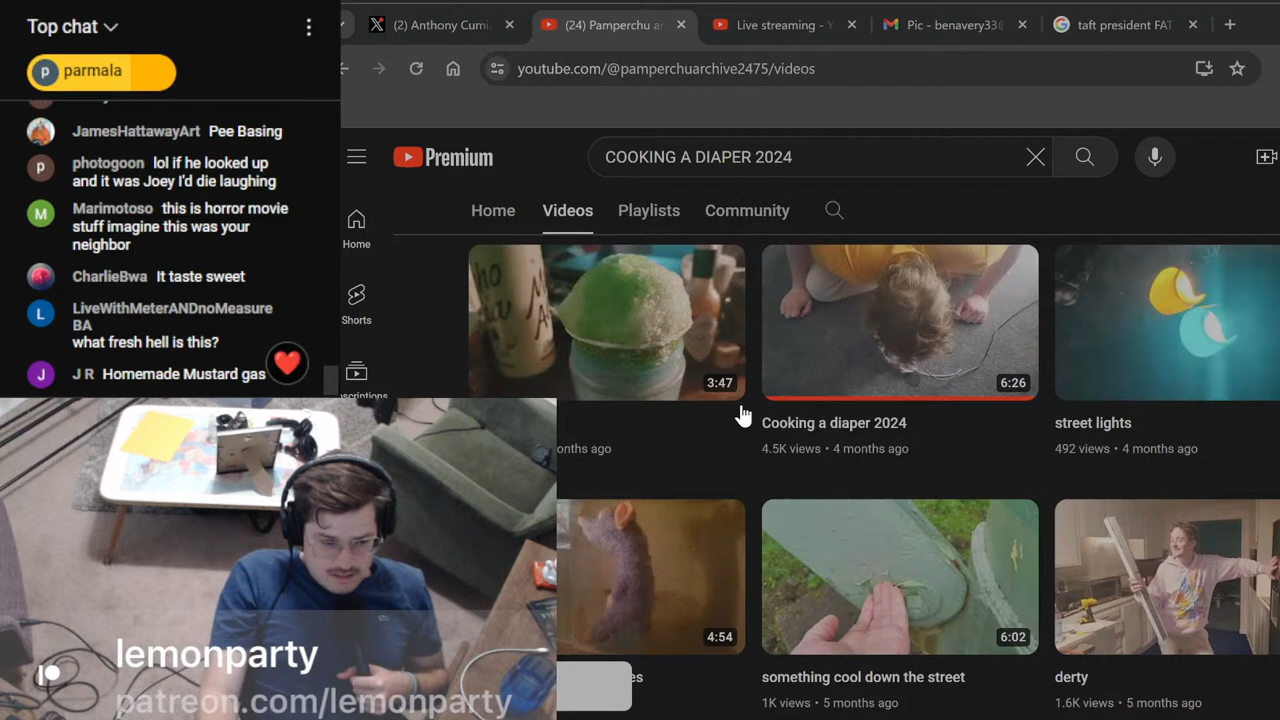 Top chat
parmala
JamesHattawayArt Pee Basing
photogoon lol if he looked up
and it was Joey I'd die laughing
Marimotoso this is horror movie
stuff imagine this was your
neighbor
CharlieBwa It taste sweet
LiveWithMeterANDnoMeasure
BA
what fresh hell is this?
J R Homemade Mustard gas
(2) Anthony Cumi
(24) Pamperchu ar
Live streaming - Y
Pic - benavery33
taft president FAT
youtube.com/@pamperchuarchive2475/videos
Premium
COOKING A DIAPER 2024
Home Videos Playlists Community
Home
Shorts
3:47
6:26
Cooking a diaper 2024
street lights
onths ago
4.5K views • 4 months ago
492 views • 4 months ago
4:54
6:02
es
something cool down the street
derty
1K views • 5 months ago
1.6K views • 5 months ago
lemonparty
patreon.com/lemonparty